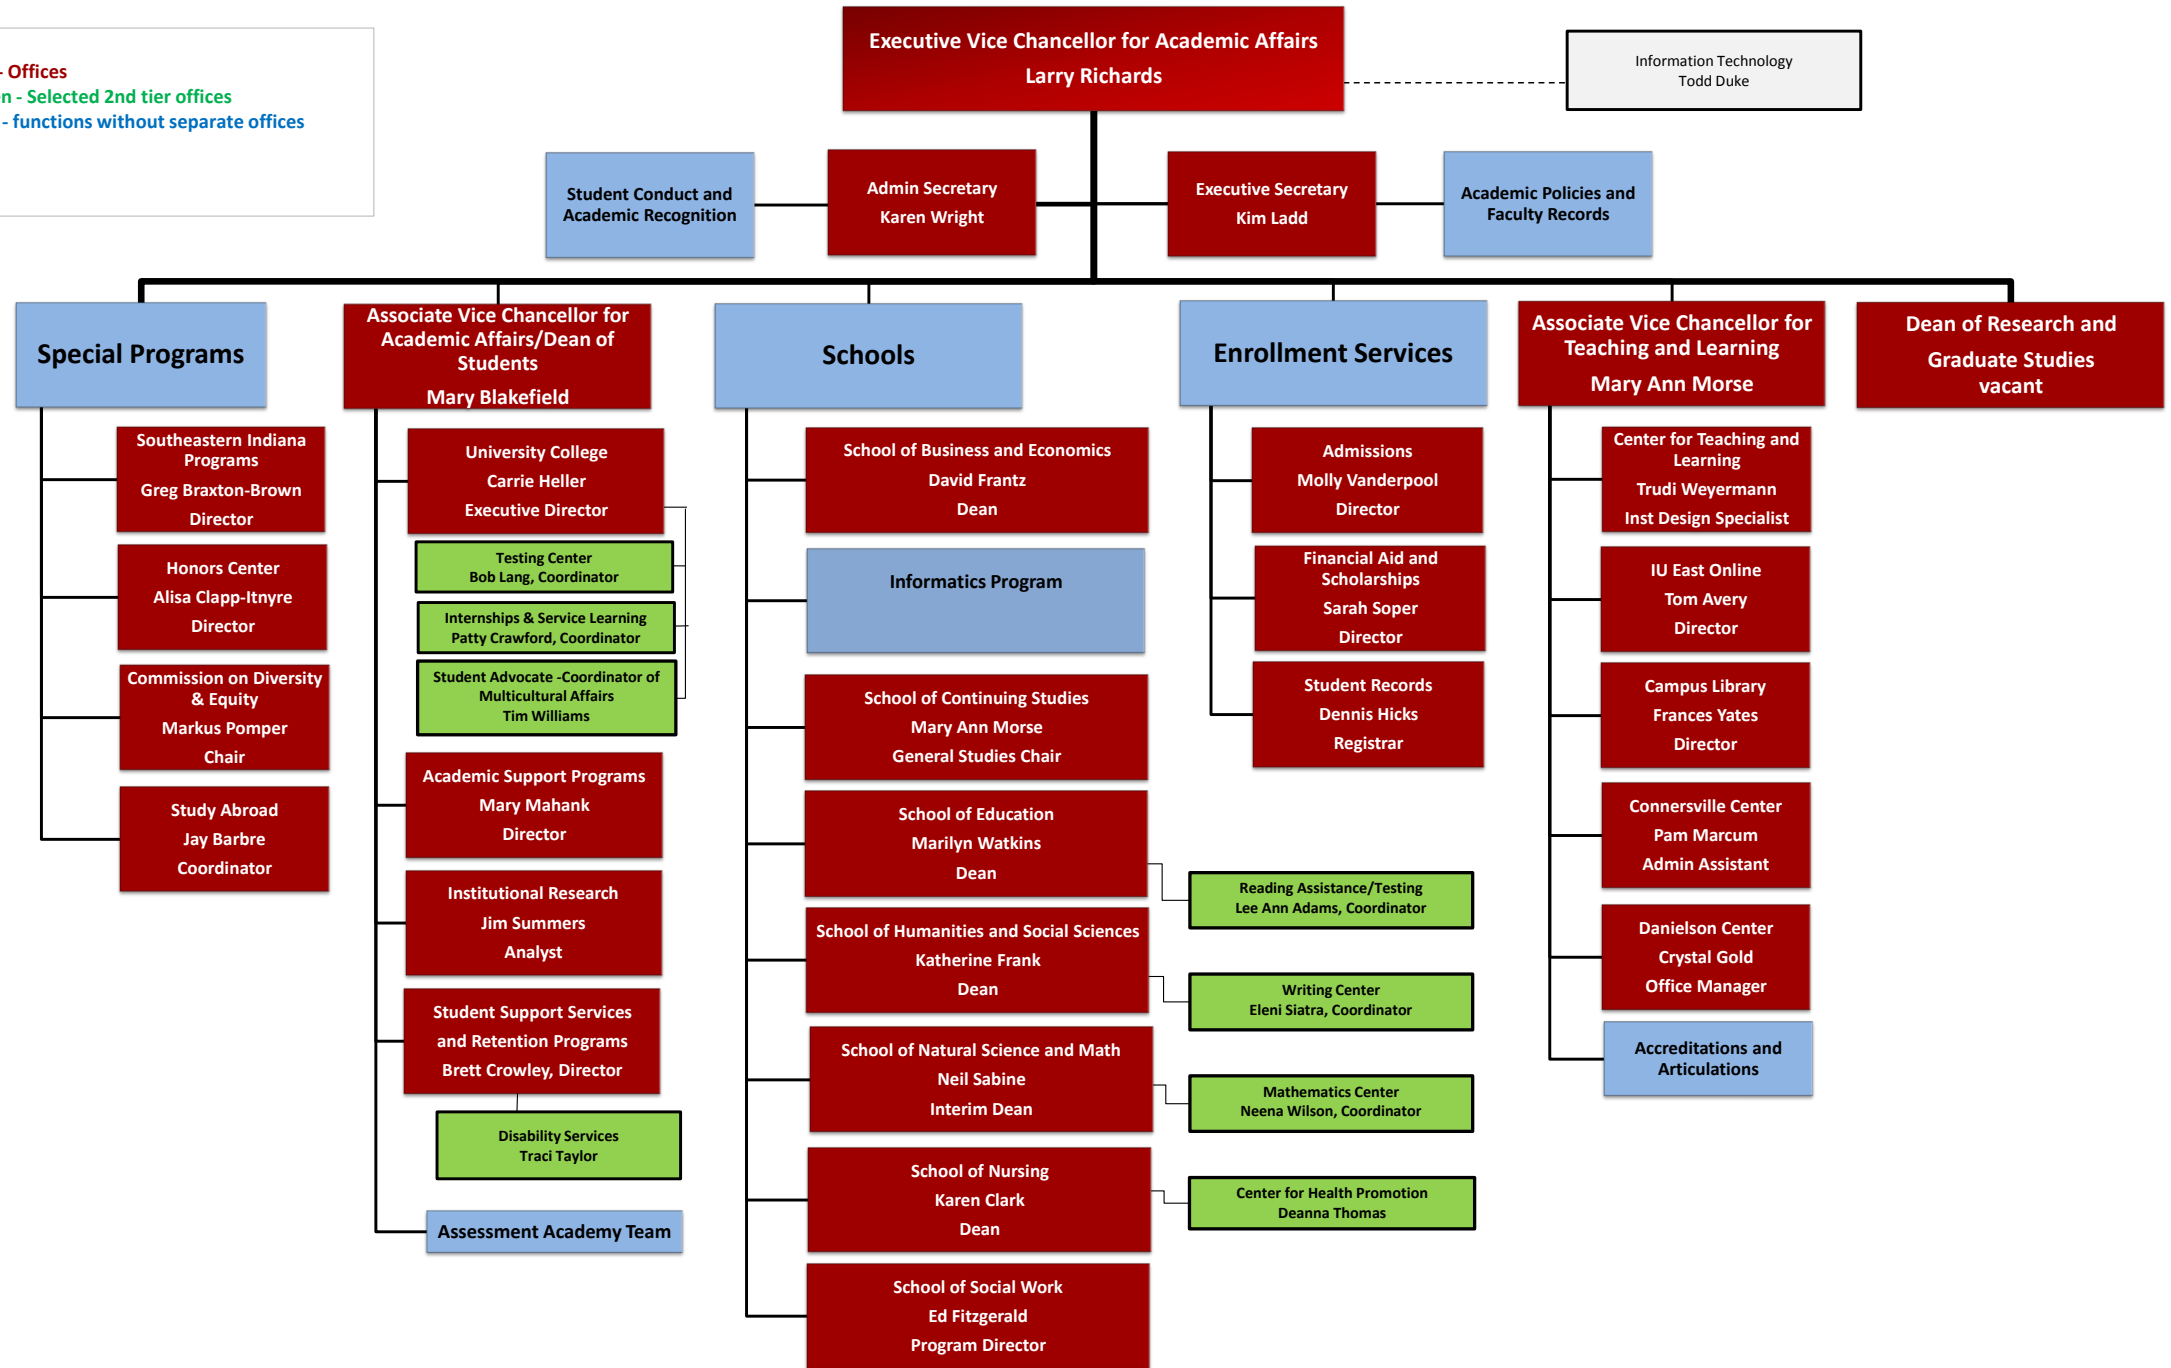 - Offices
n - Selected 2nd tier offices
- functions without separate offices
Executive Vice Chancellor for Academic Affairs
Larry Richards
Information Technology
Todd Duke
Student Conduct and
Academic Recognition
Admin Secretary
Karen Wright
Executive Secretary
Kim Ladd
Academic Policies and
Faculty Records
Special Programs
Southeastern Indiana
Programs
Greg Braxton-Brown
Director
Honors Center
Alisa Clapp-Itnyre
Director
Commission on Diversity
& Equity
Markus Pomper
Chair
Study Abroad
Jay Barbre
Coordinator
Associate Vice Chancellor for
Academic Affairs/Dean of
Students
Mary Blakefield
University College
Carrie Heller
Executive Director
Testing Center
Bob Lang, Coordinator
Internships & Service Learning
Patty Crawford, Coordinator
Student Advocate -Coordinator of
Multicultural Affairs
Tim Williams
Academic Support Programs
Mary Mahank
Director
Institutional Research
Jim Summers
Analyst
Student Support Services
and Retention Programs
Brett Crowley, Director
Disability Services
Traci Taylor
Assessment Academy Team
Schools
School of Business and Economics
David Frantz
Dean
Informatics Program
School of Continuing Studies
Mary Ann Morse
General Studies Chair
School of Education
Marilyn Watkins
Dean
Reading Assistance/Testing
Lee Ann Adams, Coordinator
School of Humanities and Social Sciences
Katherine Frank
Dean
Writing Center
Eleni Siatra, Coordinator
School of Natural Science and Math
Neil Sabine
Interim Dean
Mathematics Center
Neena Wilson, Coordinator
School of Nursing
Karen Clark
Dean
Center for Health Promotion
Deanna Thomas
School of Social Work
Ed Fitzgerald
Program Director
Enrollment Services
Admissions
Molly Vanderpool
Director
Financial Aid and
Scholarships
Sarah Soper
Director
Student Records
Dennis Hicks
Registrar
Associate Vice Chancellor for
Teaching and Learning
Mary Ann Morse
Center for Teaching and
Learning
Trudi Weyermann
Inst Design Specialist
IU East Online
Tom Avery
Director
Campus Library
Frances Yates
Director
Connersville Center
Pam Marcum
Admin Assistant
Danielson Center
Crystal Gold
Office Manager
Accreditations and
Articulations
Dean of Research and
Graduate Studies
vacant